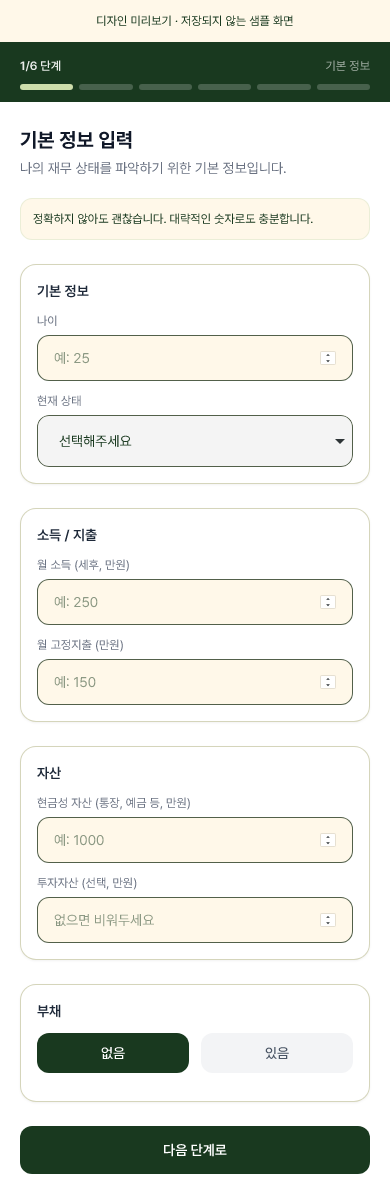 디자인 미리보기 · 저장되지 않는 샘플 화면
1/6 단계
기본 정보
기본 정보 입력
나의 재무 상태를 파악하기 위한 기본 정보입니다.
정확하지 않아도 괜찮습니다. 대략적인 숫자로도 충분합니다.
기본 정보
나이
예: 25
현재 상태
선택해주세요
소득 / 지출
월 소득 (세후, 만원)
예: 250
월 고정지출 (만원)
예: 150
자산
현금성 자산 (통장, 예금 등, 만원)
예: 1000
투자자산 (선택, 만원)
없으면 비워두세요
부채
없음
있음
다음 단계로